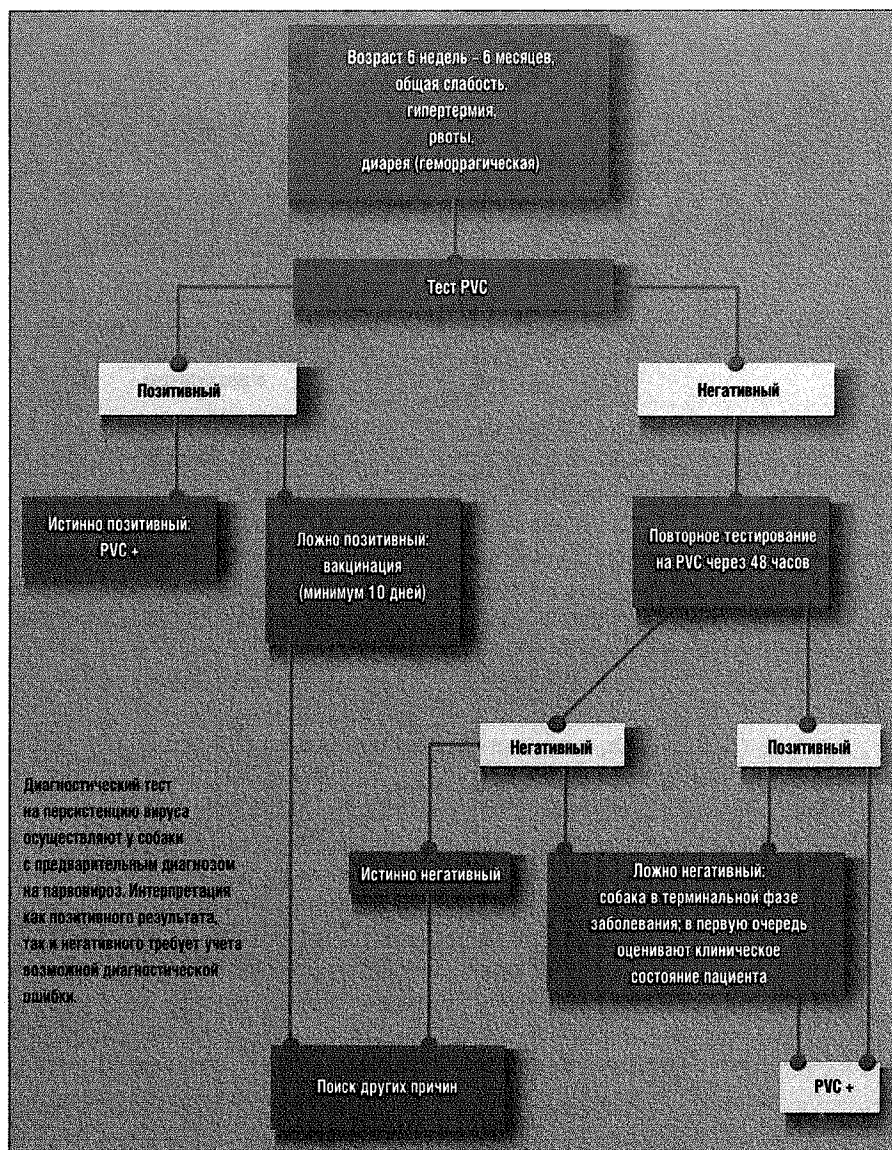 Возраст 6 недель – 6 месяцев,
общая слабость,
гипертермия,
рвоты,
диарея (геморрагическая)
Тест PVC
Позитивный
Негативный
Истинно позитивный:
PVC +
Ложно позитивный:
вакцинация
(минимум 10 дней)
Повторное тестирование
на PVC через 48 часов
Негативный
Позитивный
Диагностический тест
на персистенцию вируса
осуществляют у собаки
с предварительным диагнозом
на парвовироз. Интерпретация
как позитивного результата,
так и негативного требует учета
возможной диагностической
ошибки.
Истинно негативный
Ложно негативный:
собака в терминальной фазе
заболевания; в первую очередь
оценивают клиническое
состояние пациента
Поиск других причин
PVC +